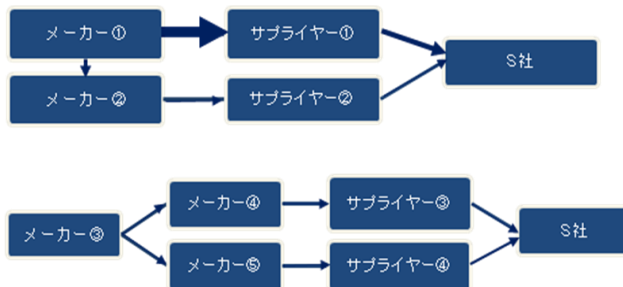 メーカー①
サプライヤー①
S社
メーカー②
サプライヤー②
メーカー④
サプライヤー③
メーカー③
S社
メーカー⑤
サプライヤー④